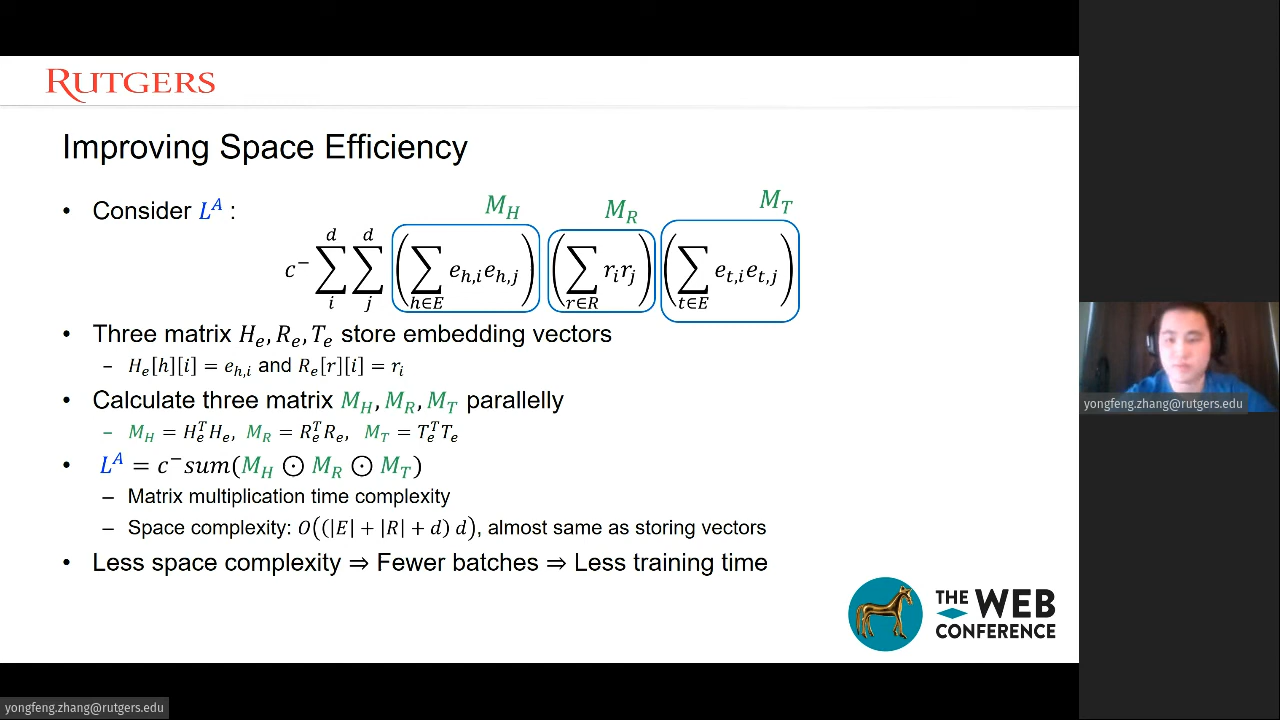 RUTGERS
Improving Space Efficiency
• Consider L^A :
M_H M_R M_T
c^- ∑_i^d ∑_j^d (∑_{h∈E} e_{h,i}e_{h,j}) (∑_{r∈R} r_i r_j) (∑_{t∈E} e_{t,i}e_{t,j})
• Three matrix H_e, R_e, T_e store embedding vectors
– H_e[h][i] = e_{h,i} and R_e[r][i] = r_i
• Calculate three matrix M_H, M_R, M_T parallelly
– M_H = H_e^T H_e, M_R = R_e^T R_e, M_T = T_e^T T_e
• L^A = c^- sum(M_H ⊙ M_R ⊙ M_T)
– Matrix multiplication time complexity
– Space complexity: O((|E| + |R| + d) d), almost same as storing vectors
• Less space complexity ⇒ Fewer batches ⇒ Less training time
THE WEB
CONFERENCE
yongfeng.zhang@rutgers.edu
yongfeng.zhang@rutgers.edu